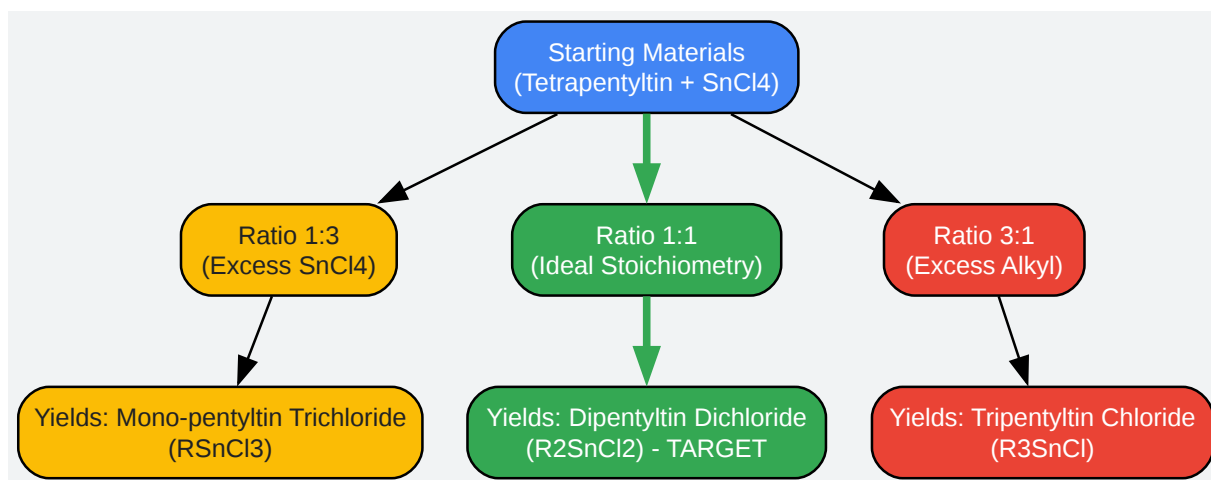 Starting Materials
(Tetrapentyltin + SnCl4)
Ratio 1:3
(Excess SnCl4)
Ratio 1:1
(Ideal Stoichiometry)
Ratio 3:1
(Excess Alkyl)
Yields: Mono-pentyltin Trichloride
(RSnCl3)
Yields: Dipentyltin Dichloride
(R2SnCl2) - TARGET
Yields: Tripentyltin Chloride
(R3SnCl)